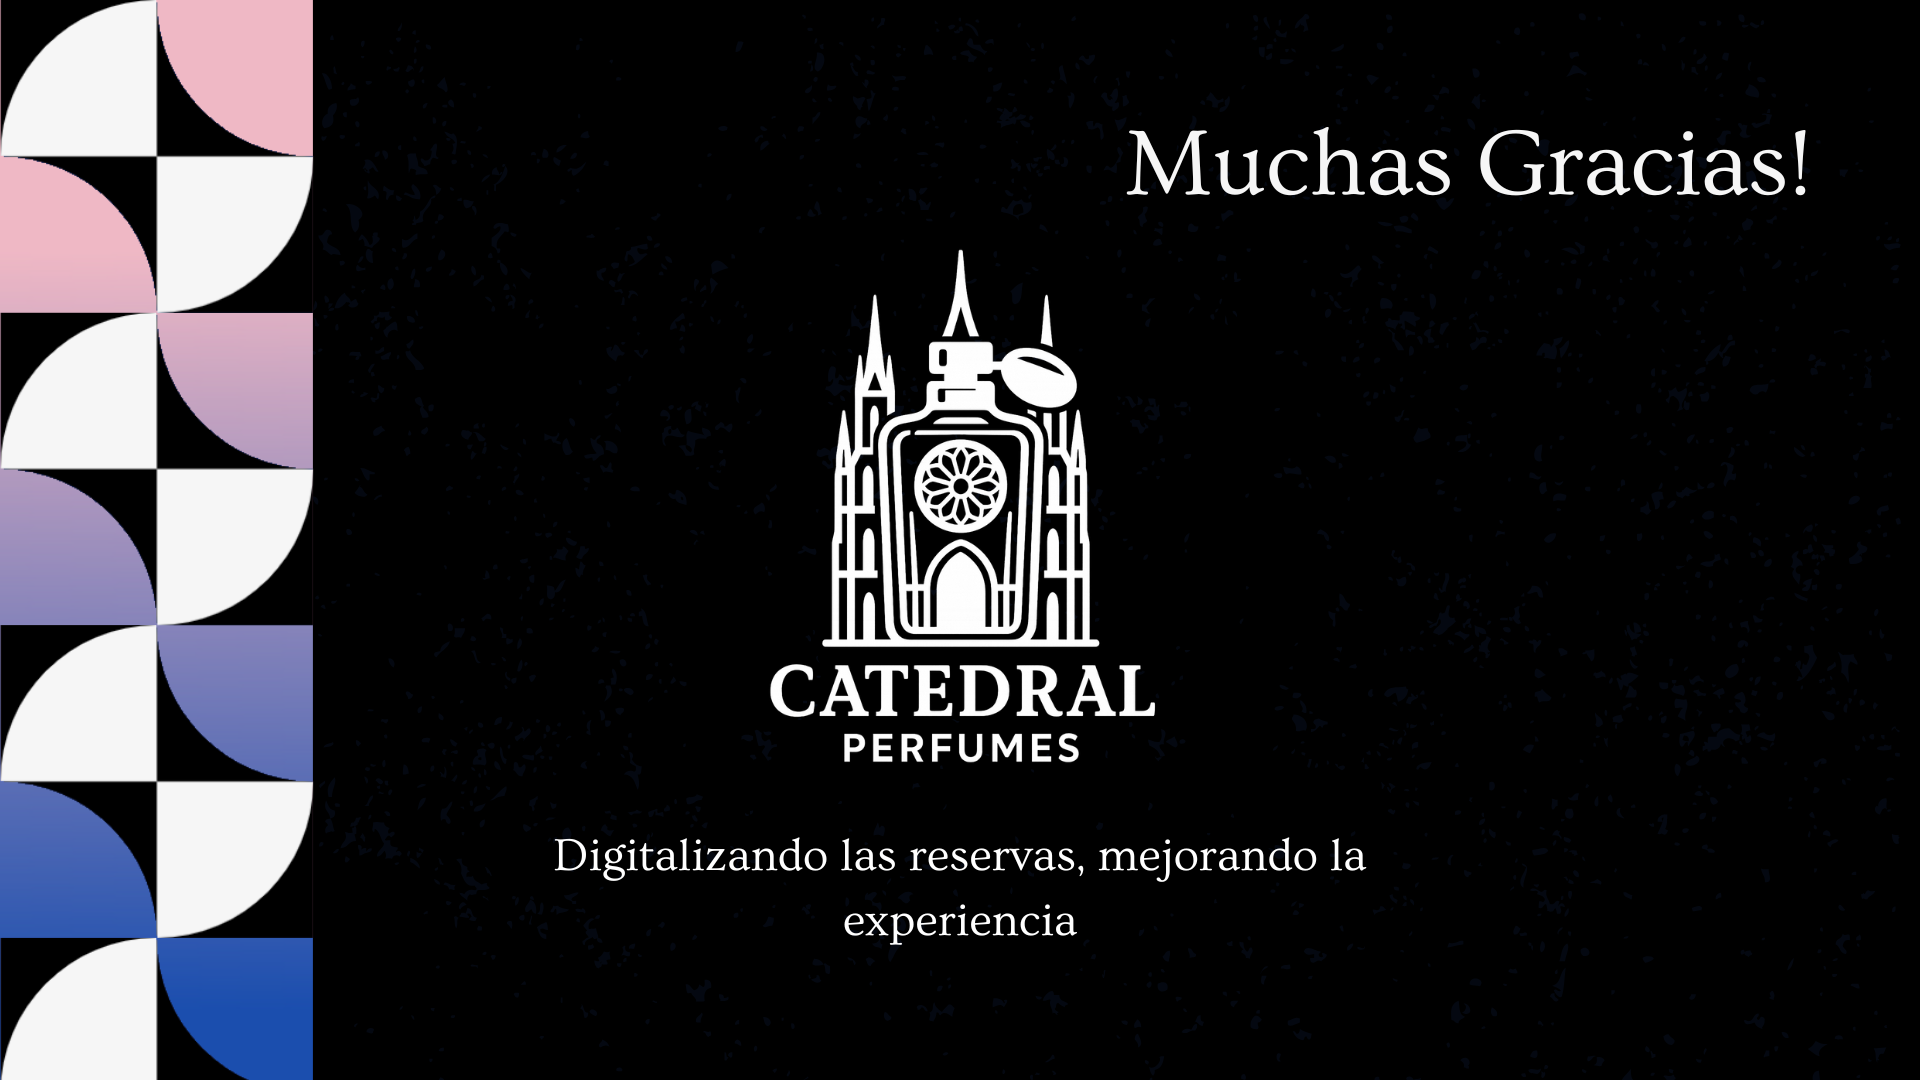 Muchas Gracias!
CATEDRAL
PERFUMES
Digitalizando las reservas, mejorando la
experiencia